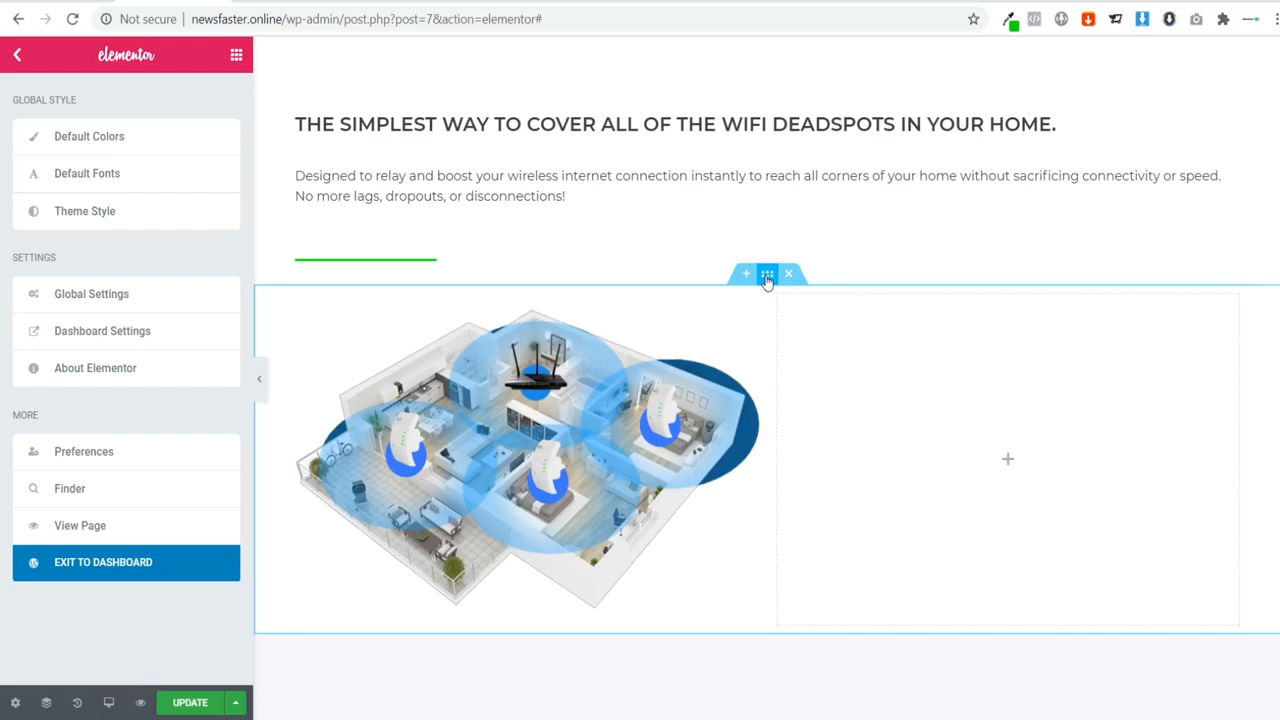 Not secure
newsfaster.online/wp-admin/post.php?post=7&action=elementor#
elementor
GLOBAL STYLE
Default Colors
Default Fonts
Theme Style
SETTINGS
Global Settings
Dashboard Settings
About Elementor
MORE
Preferences
Finder
View Page
EXIT TO DASHBOARD
UPDATE
THE SIMPLEST WAY TO COVER ALL OF THE WIFI DEADSPOTS IN YOUR HOME.
Designed to relay and boost your wireless internet connection instantly to reach all corners of your home without sacrificing connectivity or speed.
No more lags, dropouts, or disconnections!